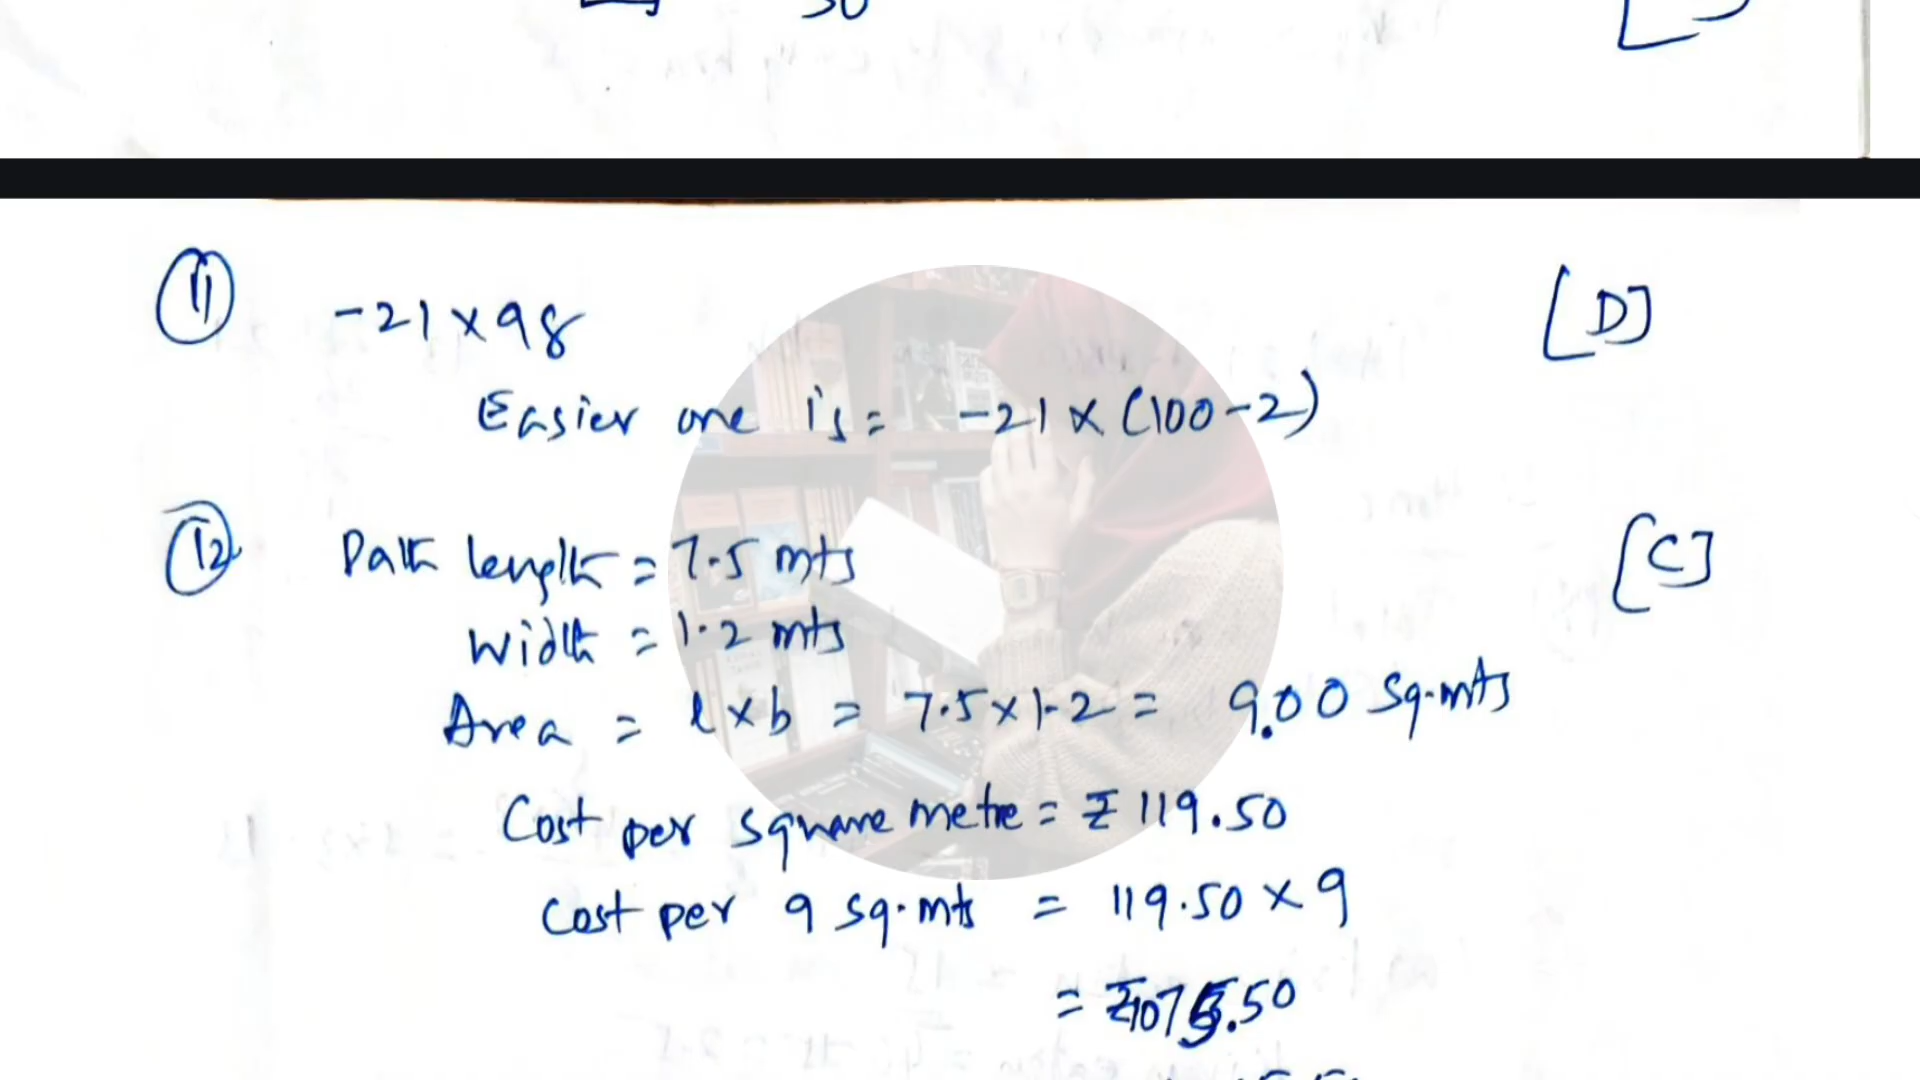 30
11 -21 x 98 [D]
Easier one is = -21 x (100-2)
12 Path length = 7.5 mts [C]
Width = 1.2 mts
Area = l x b = 7.5 x 1.2 = 9.00 Sq.mts
Cost per square metre = ₹ 119.50
Cost per 9 sq.mts = 119.50 x 9
= ₹1075.50